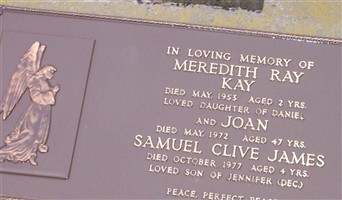 IN LOVING MEMORY OF
MEREDITH RAY
KAY
DIED MAY, 1953 AGED 2 YRS.
LOVED DAUGHTER OF DANIEL
AND JOAN
DIED MAY, 1972 AGED 47 YRS.
SAMUEL CLIVE JAMES
DIED OCTOBER, 1977 AGED 4 YRS.
LOVED SON OF JENNIFER (DEC.)
PEACE, PERFECT PEACE